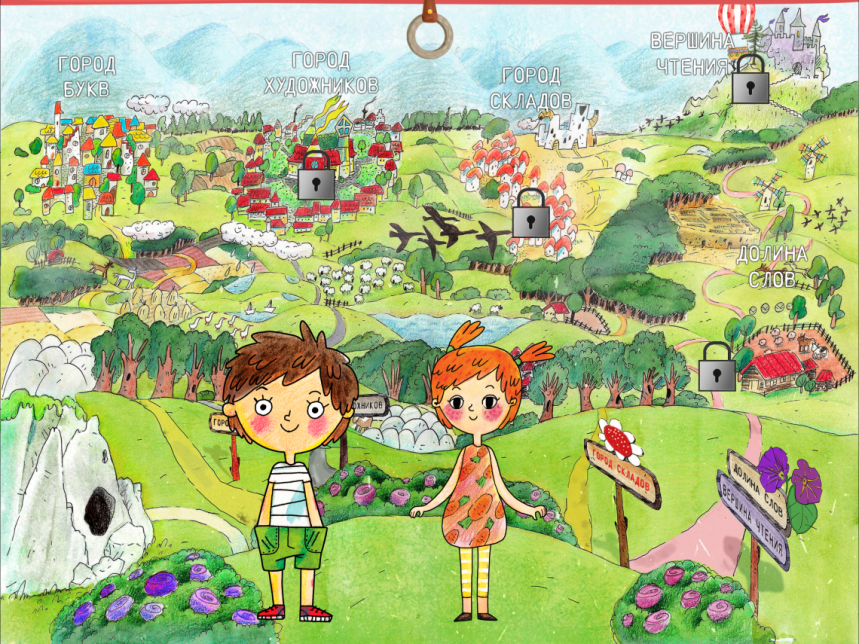 ГОРОД
БУКВ
ГОРОД
ХУДОЖНИКОВ
ГОРОД
СКЛАДОВ
ВЕРШИНА
ЧТЕНИЯ
ДОЛИНА
СЛОВ
ГОРОД СКЛАДОВ
ДОЛИНА СЛОВ
ВЕРШИНА ЧТЕНИЯ